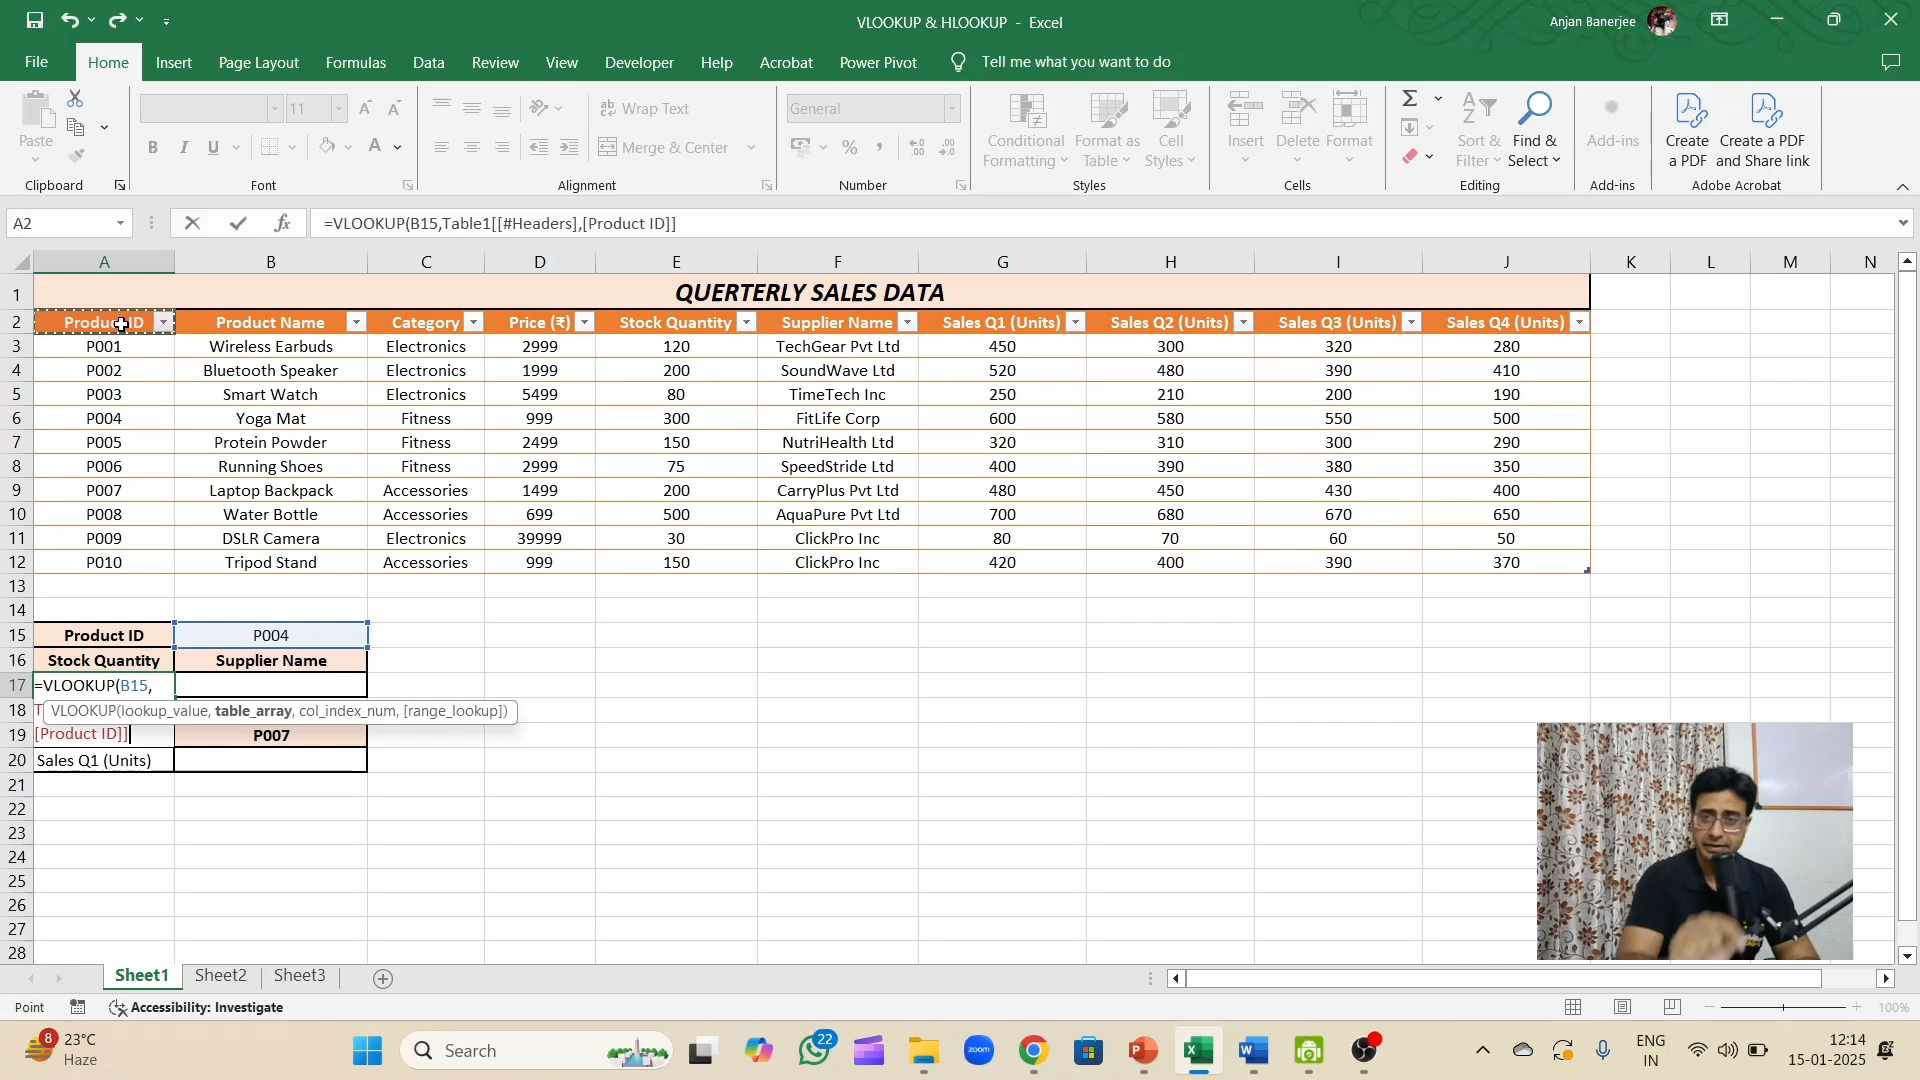 VLOOKUP & HLOOKUP - Excel
Anjan Banerjee
File Home Insert Page Layout Formulas Data Review View Developer Help Acrobat Power Pivot Tell me what you want to do
Paste
Clipboard
11
B I U
Font
Wrap Text
Merge & Center
Alignment
General
Number
Conditional Formatting
Format as Table
Cell Styles
Styles
Insert Delete Format
Cells
Sort & Filter
Find & Select
Editing
Add-ins
Add-ins
Create a PDF
Create a PDF and Share link
Adobe Acrobat
A2
fx
=VLOOKUP(B15,Table1[[#Headers],[Product ID]]
A B C D E F G H I J K L M N
1 QUERTERLY SALES DATA
2 Product ID Product Name Category Price (₹) Stock Quantity Supplier Name Sales Q1 (Units) Sales Q2 (Units) Sales Q3 (Units) Sales Q4 (Units)
3 P001 Wireless Earbuds Electronics 2999 120 TechGear Pvt Ltd 450 300 320 280
4 P002 Bluetooth Speaker Electronics 1999 200 SoundWave Ltd 520 480 390 410
5 P003 Smart Watch Electronics 5499 80 TimeTech Inc 250 210 200 190
6 P004 Yoga Mat Fitness 999 300 FitLife Corp 600 580 550 500
7 P005 Protein Powder Fitness 2499 150 NutriHealth Ltd 320 310 300 290
8 P006 Running Shoes Fitness 2999 75 SpeedStride Ltd 400 390 380 350
9 P007 Laptop Backpack Accessories 1499 200 CarryPlus Pvt Ltd 480 450 430 400
10 P008 Water Bottle Accessories 699 500 AquaPure Pvt Ltd 700 680 670 650
11 P009 DSLR Camera Electronics 39999 30 ClickPro Inc 80 70 60 50
12 P010 Tripod Stand Accessories 999 150 ClickPro Inc 420 400 390 370
13
14
15 Product ID P004
16 Stock Quantity Supplier Name
17 =VLOOKUP(B15,
18 T VLOOKUP(lookup_value, table_array, col_index_num, [range_lookup])
19 [Product ID]] P007
20 Sales Q1 (Units)
21
22
23
24
25
26
27
28
Sheet1 Sheet2 Sheet3
Point Accessibility: Investigate 100%
8
23°C
Haze
Search
22
zoom
ENG
IN
12:14
15-01-2025